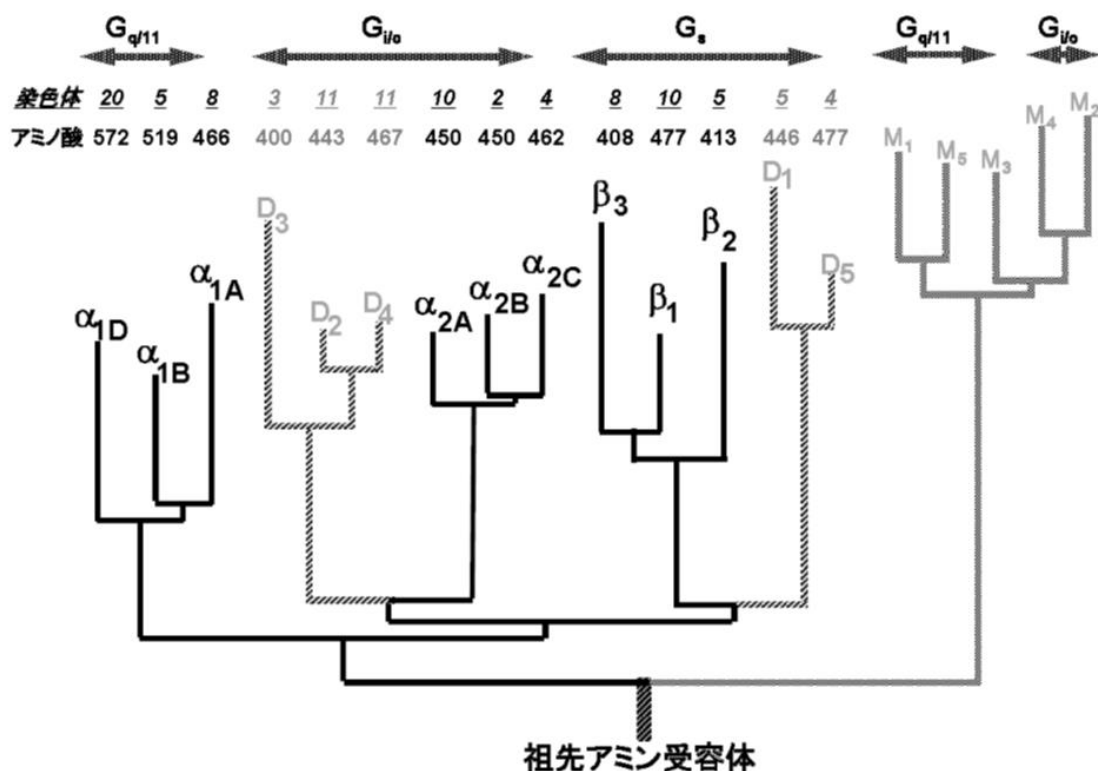 Gq/11 Gi/o Gs Gq/11 Gi/o
染色体 20 5 8 3 11 11 10 2 4 8 10 5 5 4
アミノ酸 572 519 466 400 443 467 450 450 462 408 477 413 446 477
M4 M2
M1 M5 M3
D3 β3 β2 D1
α1A α2C D5
α1D α1B D2 D4 α2A α2B β1
祖先アミン受容体